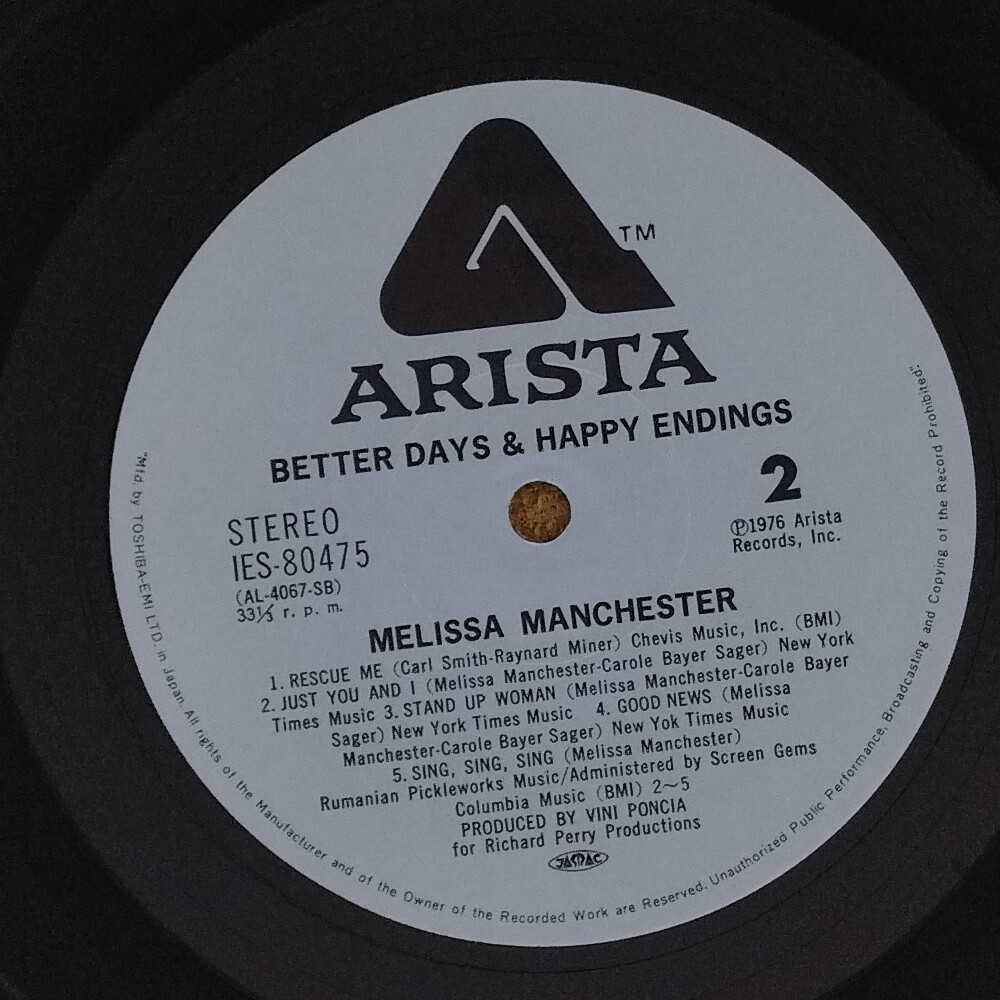 TM
ARISTA
BETTER DAYS & HAPPY ENDINGS
STEREO
IES-80475
(AL-4067-SB)
33⅓ r. p. m.
2
Ⓟ1976 Arista
Records, Inc.
MELISSA MANCHESTER
1. RESCUE ME (Carl Smith-Raynard Miner) Chevis Music, Inc. (BMI)
2. JUST YOU AND I (Melissa Manchester-Carole Bayer Sager) New York
Times Music 3. STAND UP WOMAN (Melissa Manchester-Carole Bayer
Sager) New York Times Music 4. GOOD NEWS (Melissa
Manchester-Carole Bayer Sager) New Yok Times Music
5. SING, SING, SING (Melissa Manchester)
Rumanian Pickleworks Music/Administered by Screen Gems
Columbia Music (BMI) 2~5
PRODUCED BY VINI PONCIA
for Richard Perry Productions
JASRAC
"Mfd. by TOSHIBA-EMI LTD. in Japan. All rights of the Manufacturer and of the Owner of the Recorded Work are Reserved. Unauthorized Public Performance, Broadcasting and Copying of the Record Prohibited."